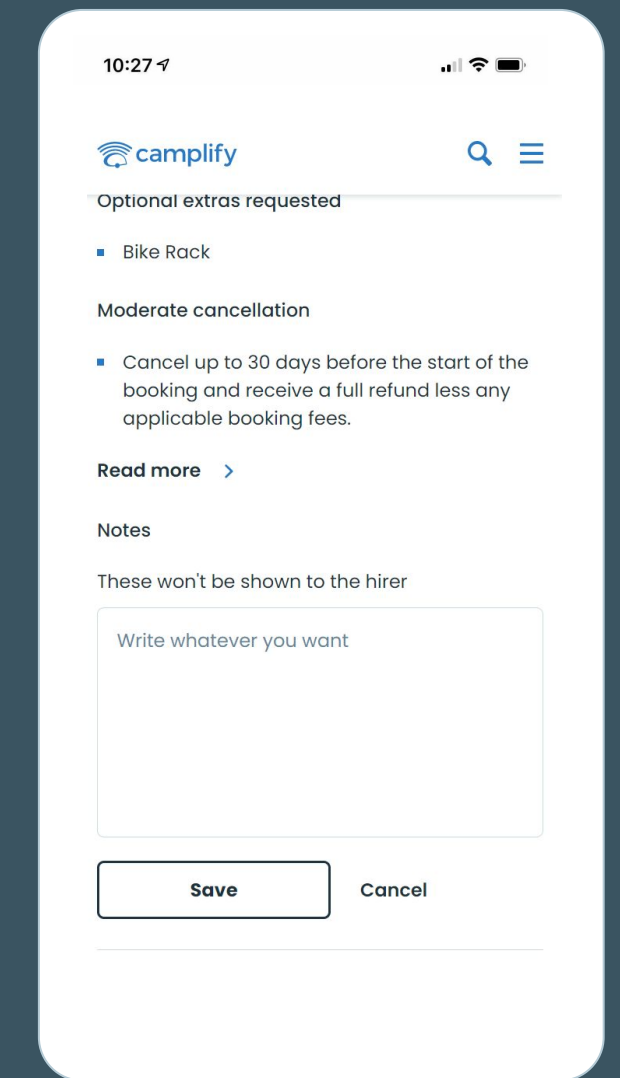 10:27
camplify
Optional extras requested
Bike Rack
Moderate cancellation
Cancel up to 30 days before the start of the
booking and receive a full refund less any
applicable booking fees.
Read more
Notes
These won't be shown to the hirer
Write whatever you want
Save
Cancel